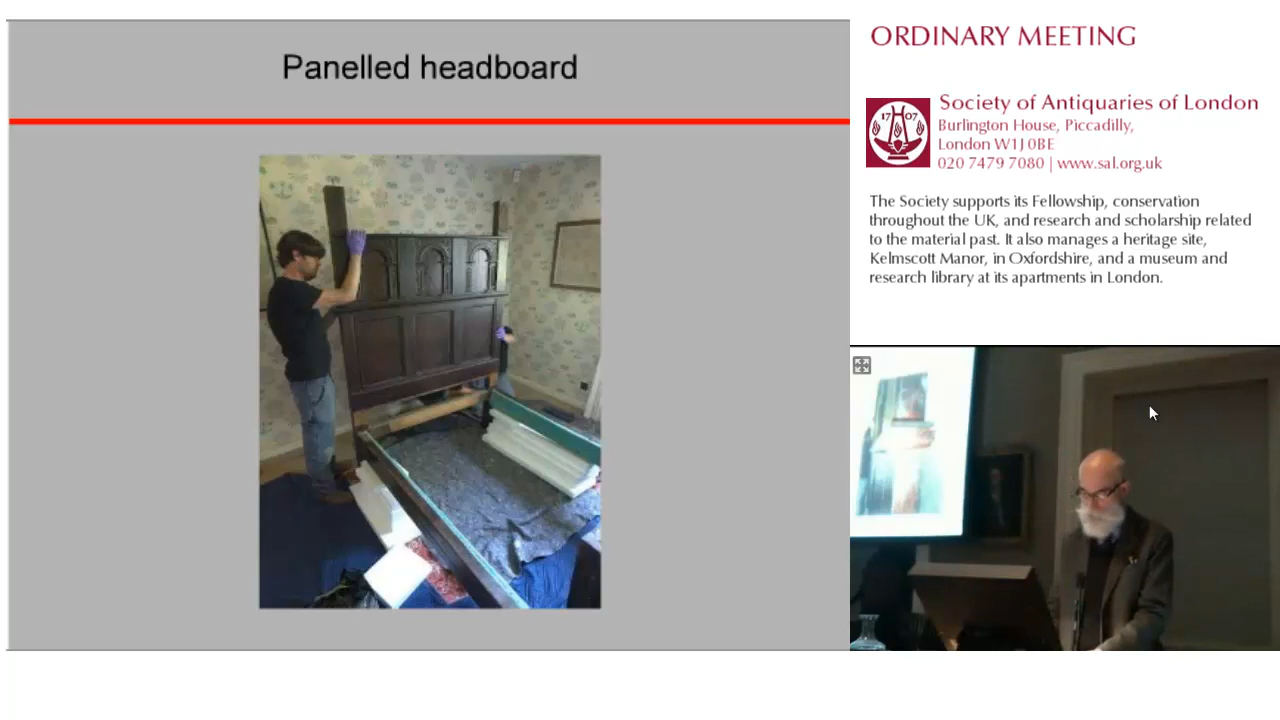 Panelled headboard
ORDINARY MEETING
17 07
Society of Antiquaries of London
Burlington House, Piccadilly,
London W1J 0BE
020 7479 7080 | www.sal.org.uk
The Society supports its Fellowship, conservation
throughout the UK, and research and scholarship related
to the material past. It also manages a heritage site,
Kelmscott Manor, in Oxfordshire, and a museum and
research library at its apartments in London.